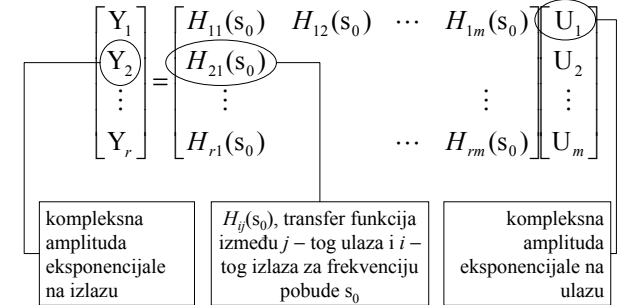 Y₁ H₁₁(s₀) H₁₂(s₀) ⋯ H₁ₘ(s₀) U₁
Y₂ = H₂₁(s₀) U₂
⋮ ⋮ ⋮ ⋮
Yᵣ Hᵣ₁(s₀) ⋯ Hᵣₘ(s₀) Uₘ
kompleksna
amplituda
eksponencijale
na izlazu
Hᵢⱼ(s₀), transfer funkcija
između j – tog ulaza i i –
tog izlaza za frekvenciju
pobude s₀
kompleksna
amplituda
eksponencijale na
ulazu